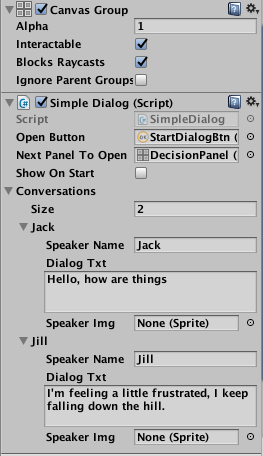 Canvas Group
Alpha 1
Interactable
Blocks Raycasts
Ignore Parent Groups
Simple Dialog (Script)
Script SimpleDialog
Open Button StartDialogBtn (
Next Panel To Open DecisionPanel (
Show On Start
Conversations
Size 2
Jack
Speaker Name Jack
Dialog Txt
Hello, how are things
Speaker Img None (Sprite)
Jill
Speaker Name Jill
Dialog Txt
I'm feeling a little frustrated, I keep
falling down the hill.
Speaker Img None (Sprite)